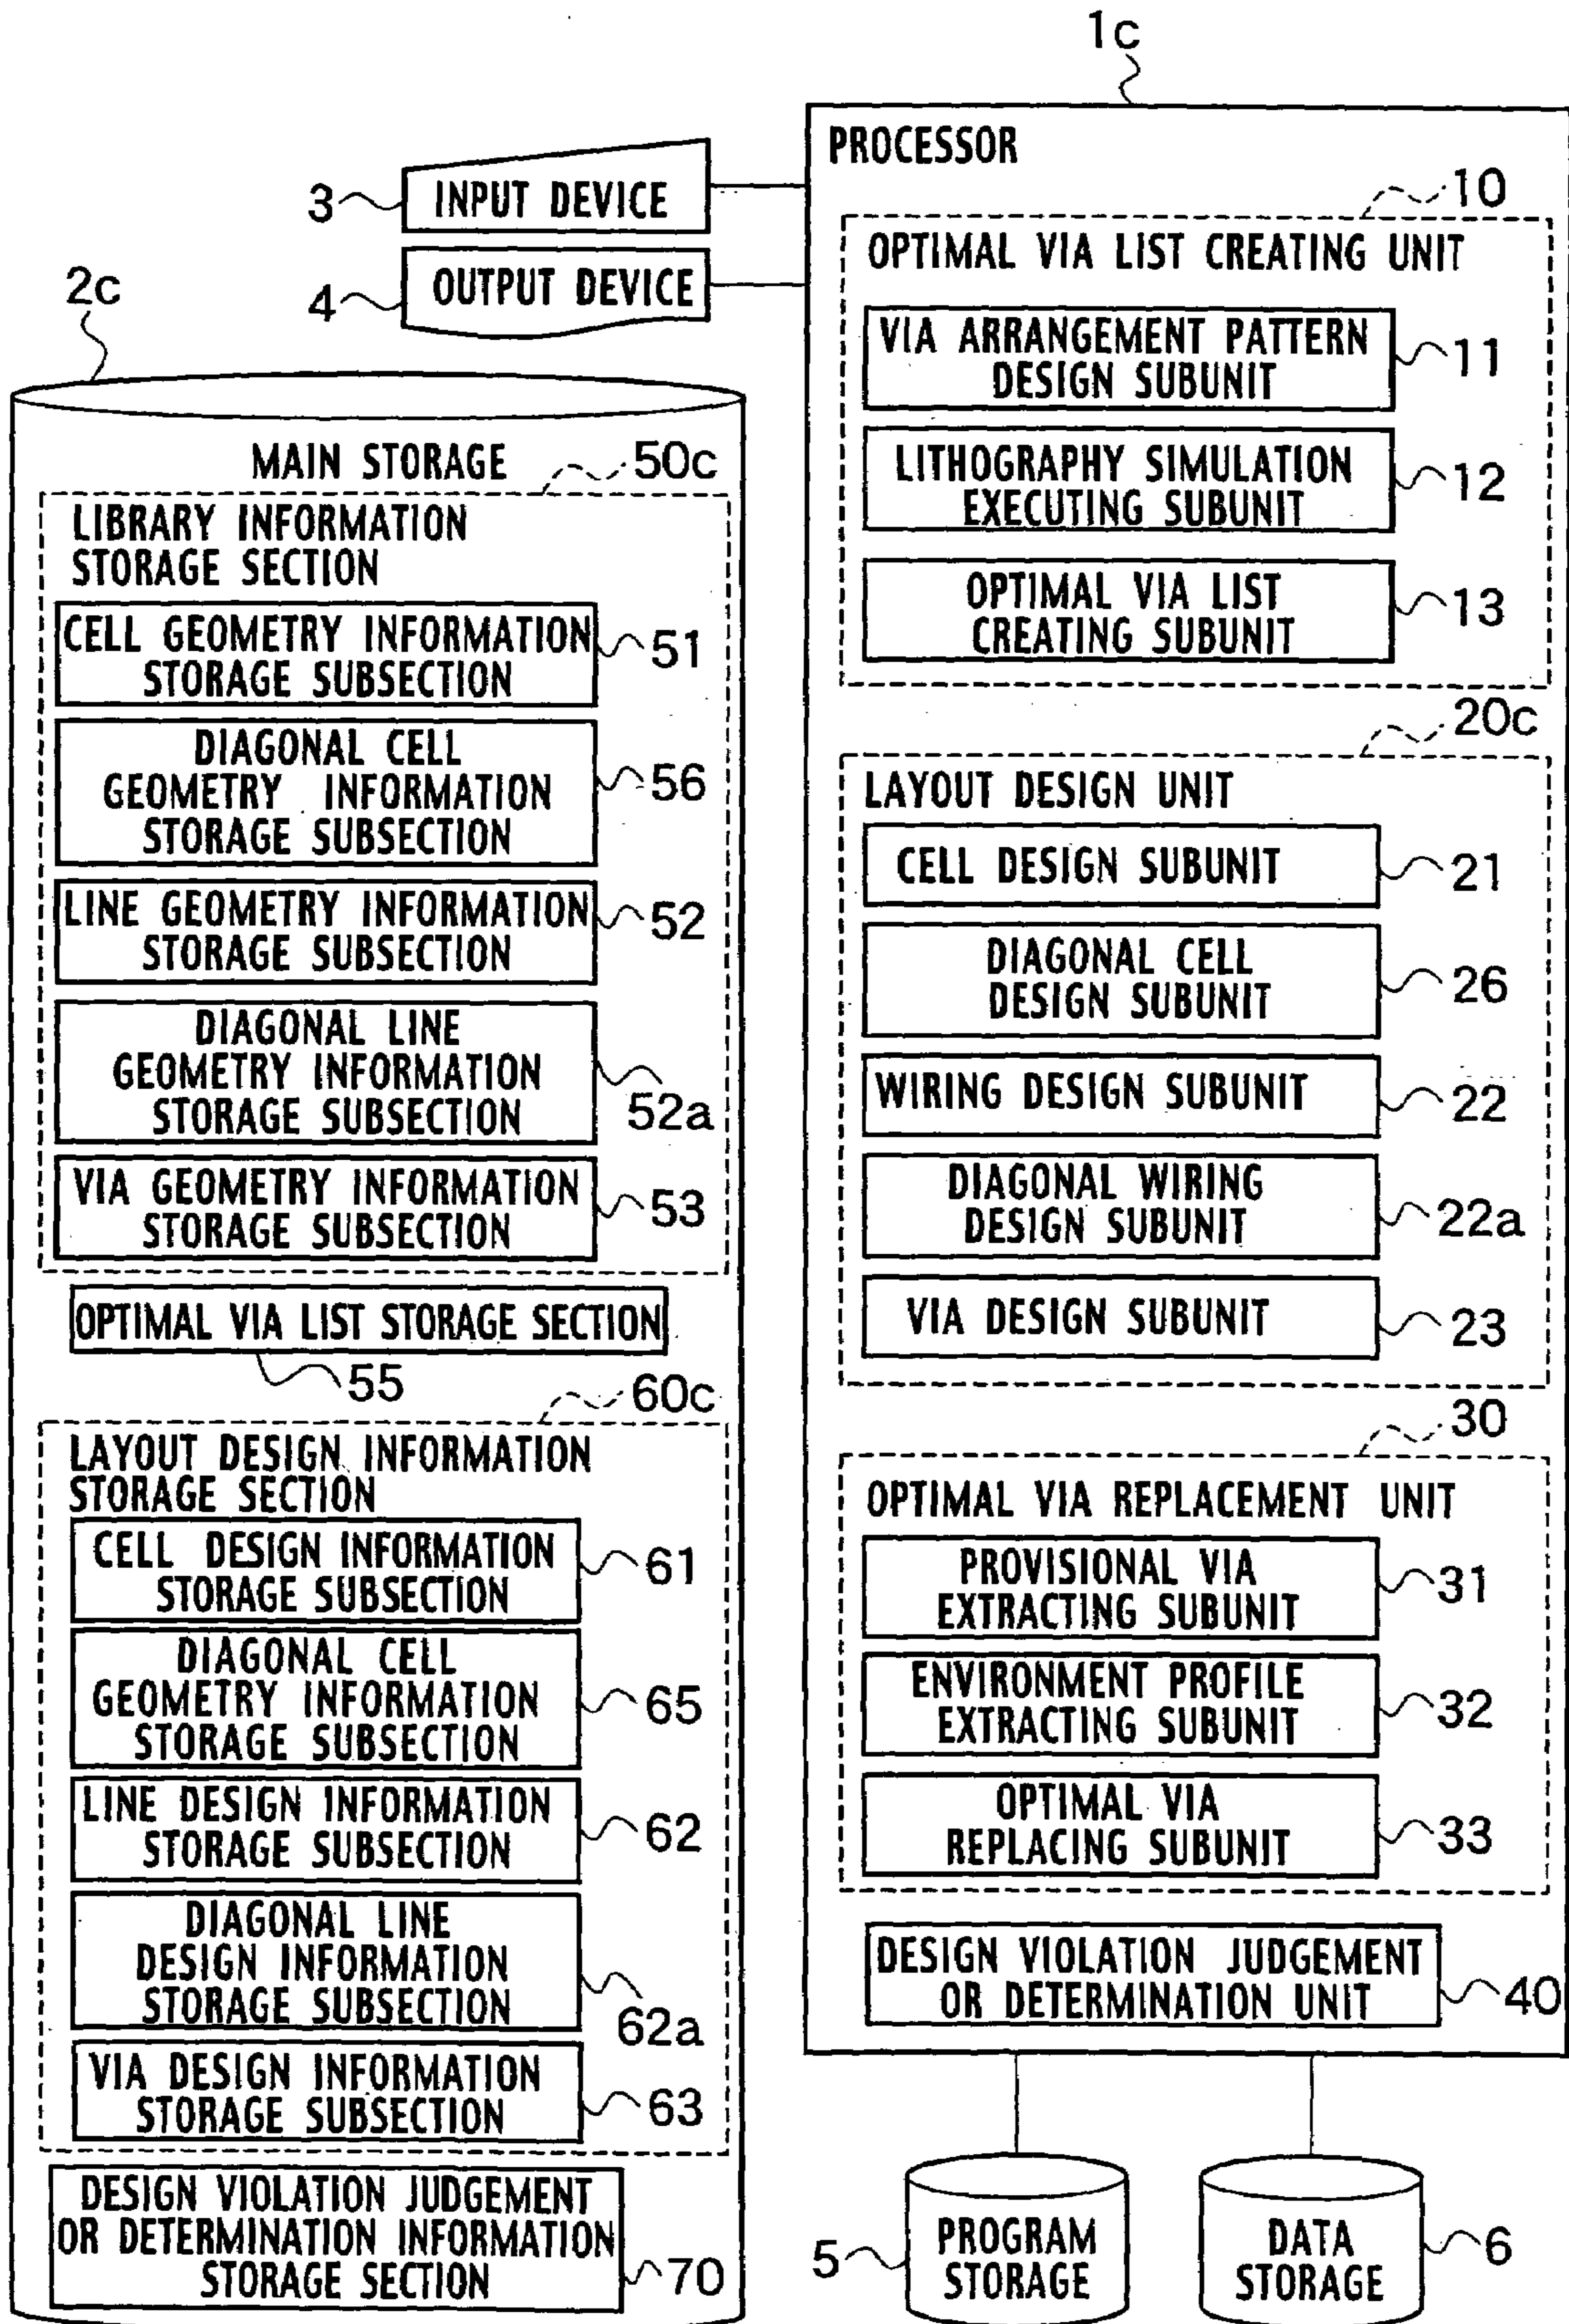 1c
PROCESSOR
3
INPUT DEVICE
4
OUTPUT DEVICE
2c
MAIN STORAGE
50c
LIBRARY INFORMATION
STORAGE SECTION
CELL GEOMETRY INFORMATION
STORAGE SUBSECTION
51
DIAGONAL CELL
GEOMETRY INFORMATION
STORAGE SUBSECTION
56
LINE GEOMETRY INFORMATION
STORAGE SUBSECTION
52
DIAGONAL LINE
GEOMETRY INFORMATION
STORAGE SUBSECTION
52a
VIA GEOMETRY INFORMATION
STORAGE SUBSECTION
53
OPTIMAL VIA LIST STORAGE SECTION
55
60c
LAYOUT DESIGN INFORMATION
STORAGE SECTION
CELL DESIGN INFORMATION
STORAGE SUBSECTION
61
DIAGONAL CELL
GEOMETRY INFORMATION
STORAGE SUBSECTION
65
LINE DESIGN INFORMATION
STORAGE SUBSECTION
62
DIAGONAL LINE
DESIGN INFORMATION
STORAGE SUBSECTION
62a
VIA DESIGN INFORMATION
STORAGE SUBSECTION
63
DESIGN VIOLATION JUDGEMENT
OR DETERMINATION INFORMATION
STORAGE SECTION
70
10
OPTIMAL VIA LIST CREATING UNIT
VIA ARRANGEMENT PATTERN
DESIGN SUBUNIT
11
LITHOGRAPHY SIMULATION
EXECUTING SUBUNIT
12
OPTIMAL VIA LIST
CREATING SUBUNIT
13
20c
LAYOUT DESIGN UNIT
CELL DESIGN SUBUNIT
21
DIAGONAL CELL
DESIGN SUBUNIT
26
WIRING DESIGN SUBUNIT
22
DIAGONAL WIRING
DESIGN SUBUNIT
22a
VIA DESIGN SUBUNIT
23
30
OPTIMAL VIA REPLACEMENT UNIT
PROVISIONAL VIA
EXTRACTING SUBUNIT
31
ENVIRONMENT PROFILE
EXTRACTING SUBUNIT
32
OPTIMAL VIA
REPLACING SUBUNIT
33
DESIGN VIOLATION JUDGEMENT
OR DETERMINATION UNIT
40
5
PROGRAM
STORAGE
DATA
STORAGE
6